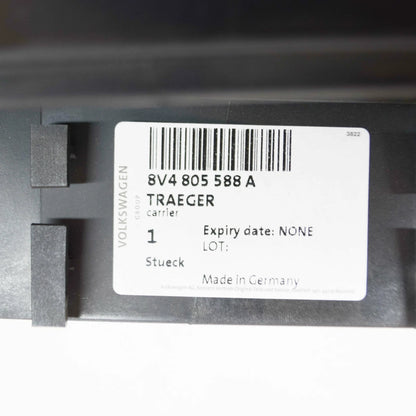 3822
VOLKSWAGEN
GROUP
8V4 805 588 A
TRAEGER
carrier
1
Expiry date: NONE
LOT:
Stueck
Made in Germany